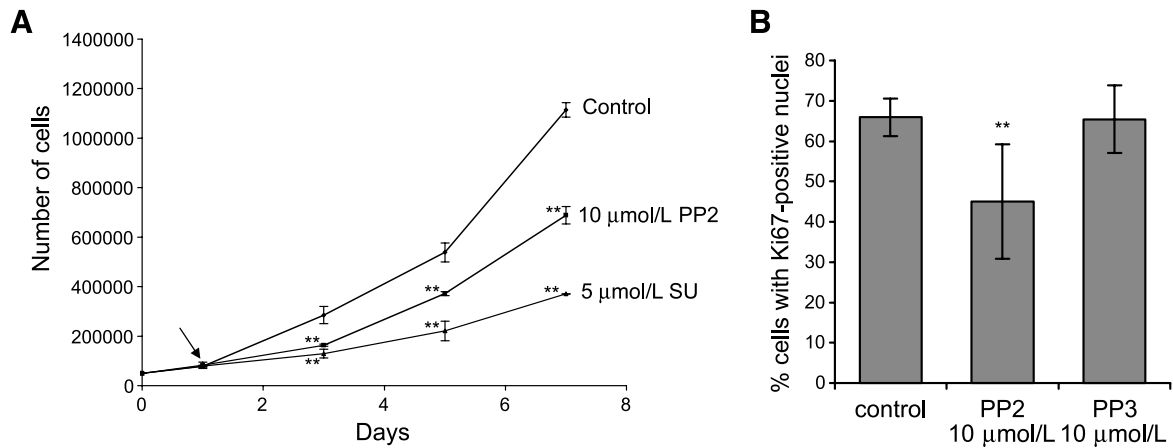 A
Number of cells
1400000
1200000
1000000
800000
600000
400000
200000
0
0 2 4 6 8
Days
Control
10 μmol/L PP2
5 μmol/L SU
**
**
**
**
**
**
B
% cells with Ki67-positive nuclei
80
70
60
50
40
30
20
10
0
**
control PP2 PP3
10 μmol/L 10 μmol/L